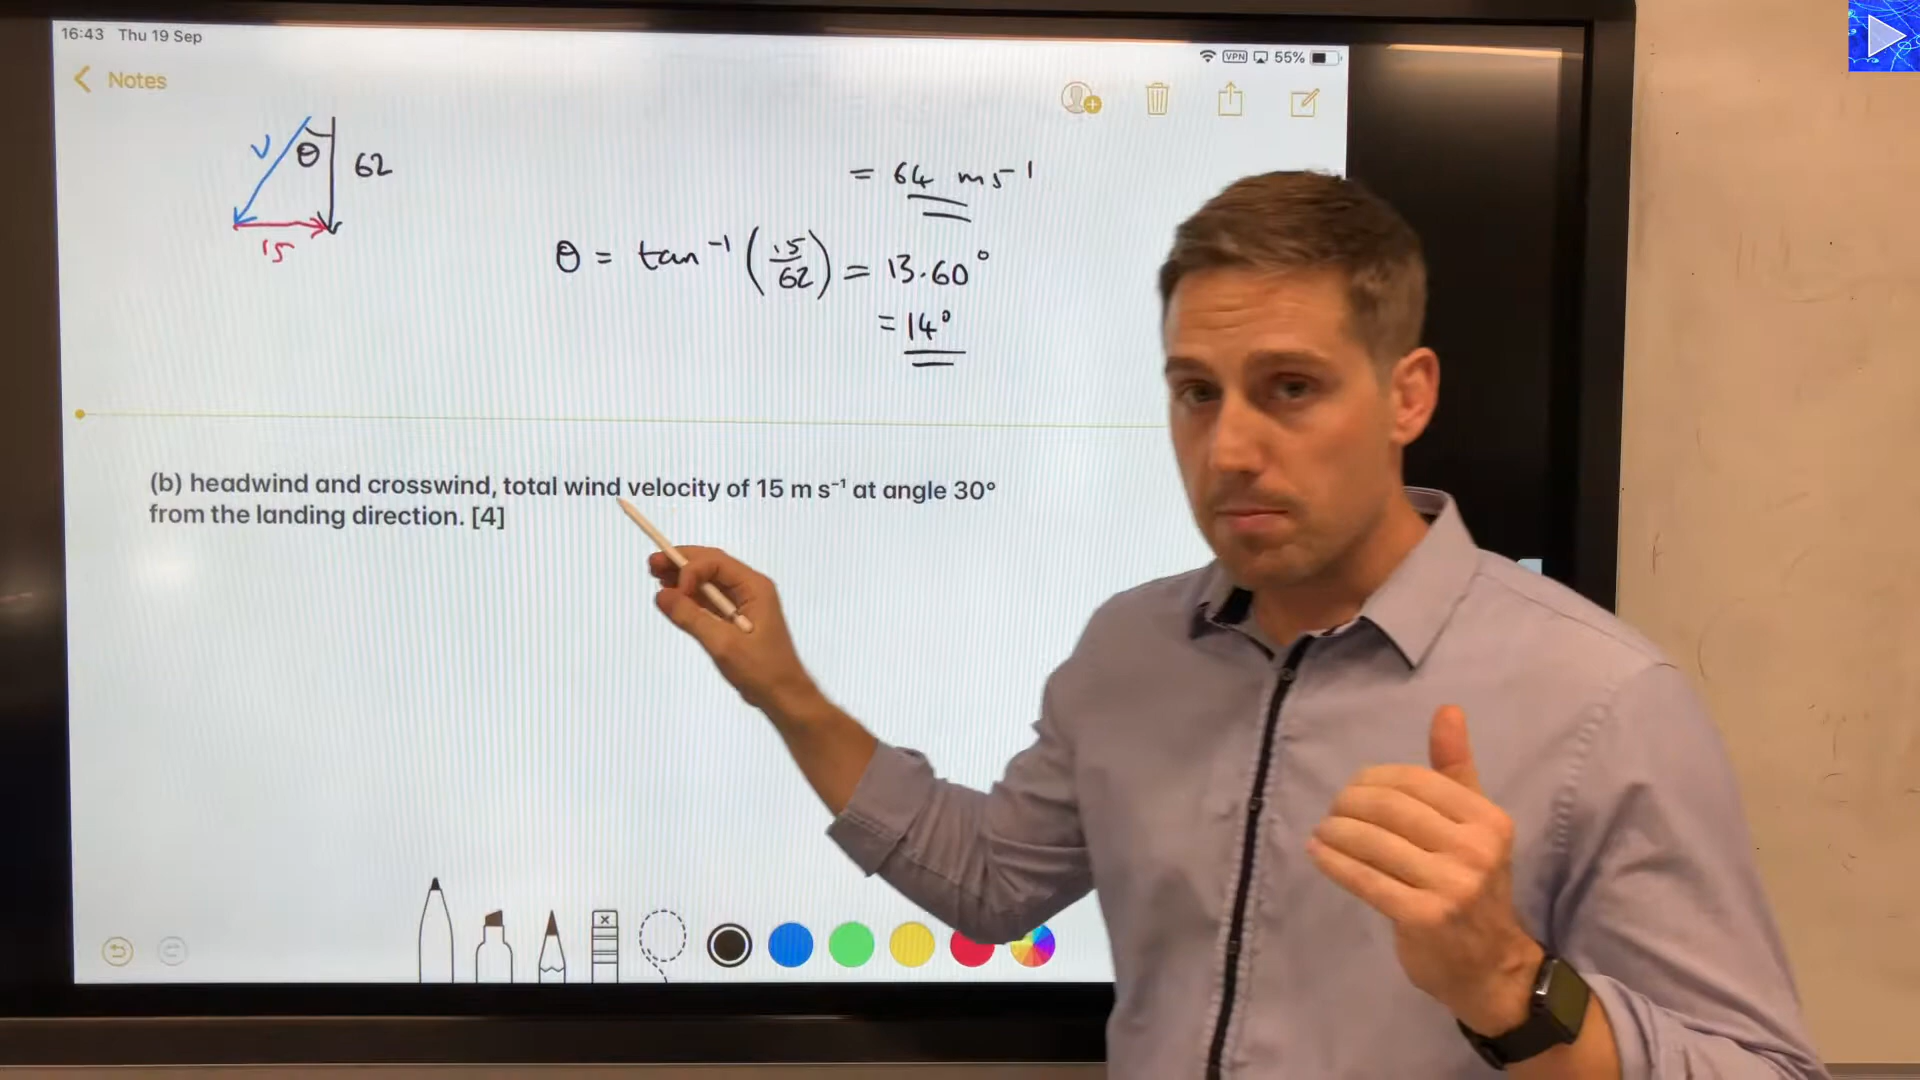 16:43 Thu 19 Sep
VPN 55%
Notes
v θ 62
15
= 64 m s⁻¹
θ = tan⁻¹ (15/62) = 13.60°
= 14°
(b) headwind and crosswind, total wind velocity of 15 m s⁻¹ at angle 30°
from the landing direction. [4]